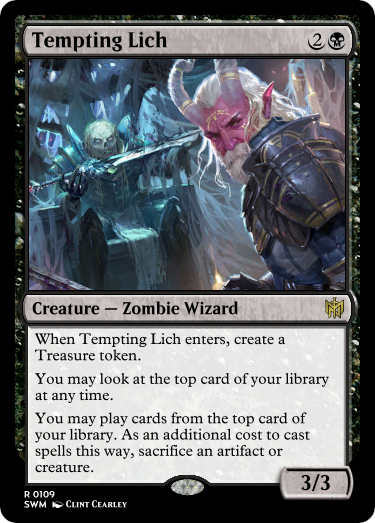 Tempting Lich 2
Creature — Zombie Wizard
When Tempting Lich enters, create a
Treasure token.
You may look at the top card of your library
at any time.
You may play cards from the top card of
your library. As an additional cost to cast
spells this way, sacrifice an artifact or
creature.
3/3
R 0109
SWM CLINT CEARLEY